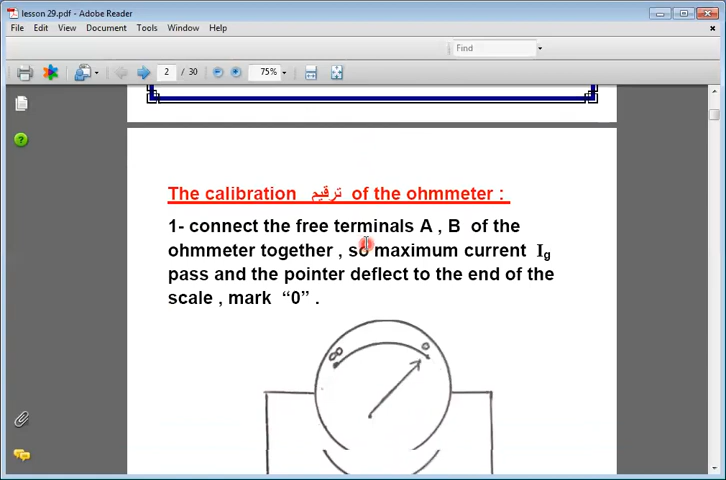 lesson 29.pdf - Adobe Reader
File Edit View Document Tools Window Help
Find
2 / 30 75%
The calibration ترقيم of the ohmmeter :
1- connect the free terminals A , B of the
ohmmeter together , so maximum current Ig
pass and the pointer deflect to the end of the
scale , mark “0” .
∞ 0